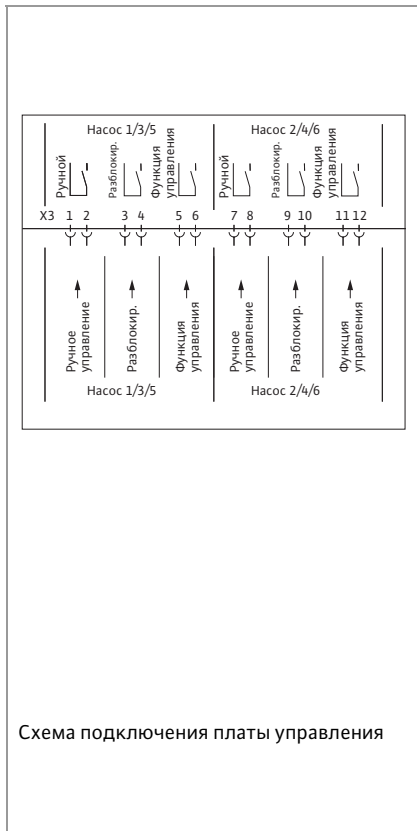 Насос 1/3/5 Насос 2/4/6
Ручной Разблокир. Функция управления Ручной Разблокир. Функция управления
X3 1 2 3 4 5 6 7 8 9 10 11 12
Ручное управление Разблокир. Функция управления Ручное управление Разблокир. Функция управления
Насос 1/3/5 Насос 2/4/6
Схема подключения платы управления